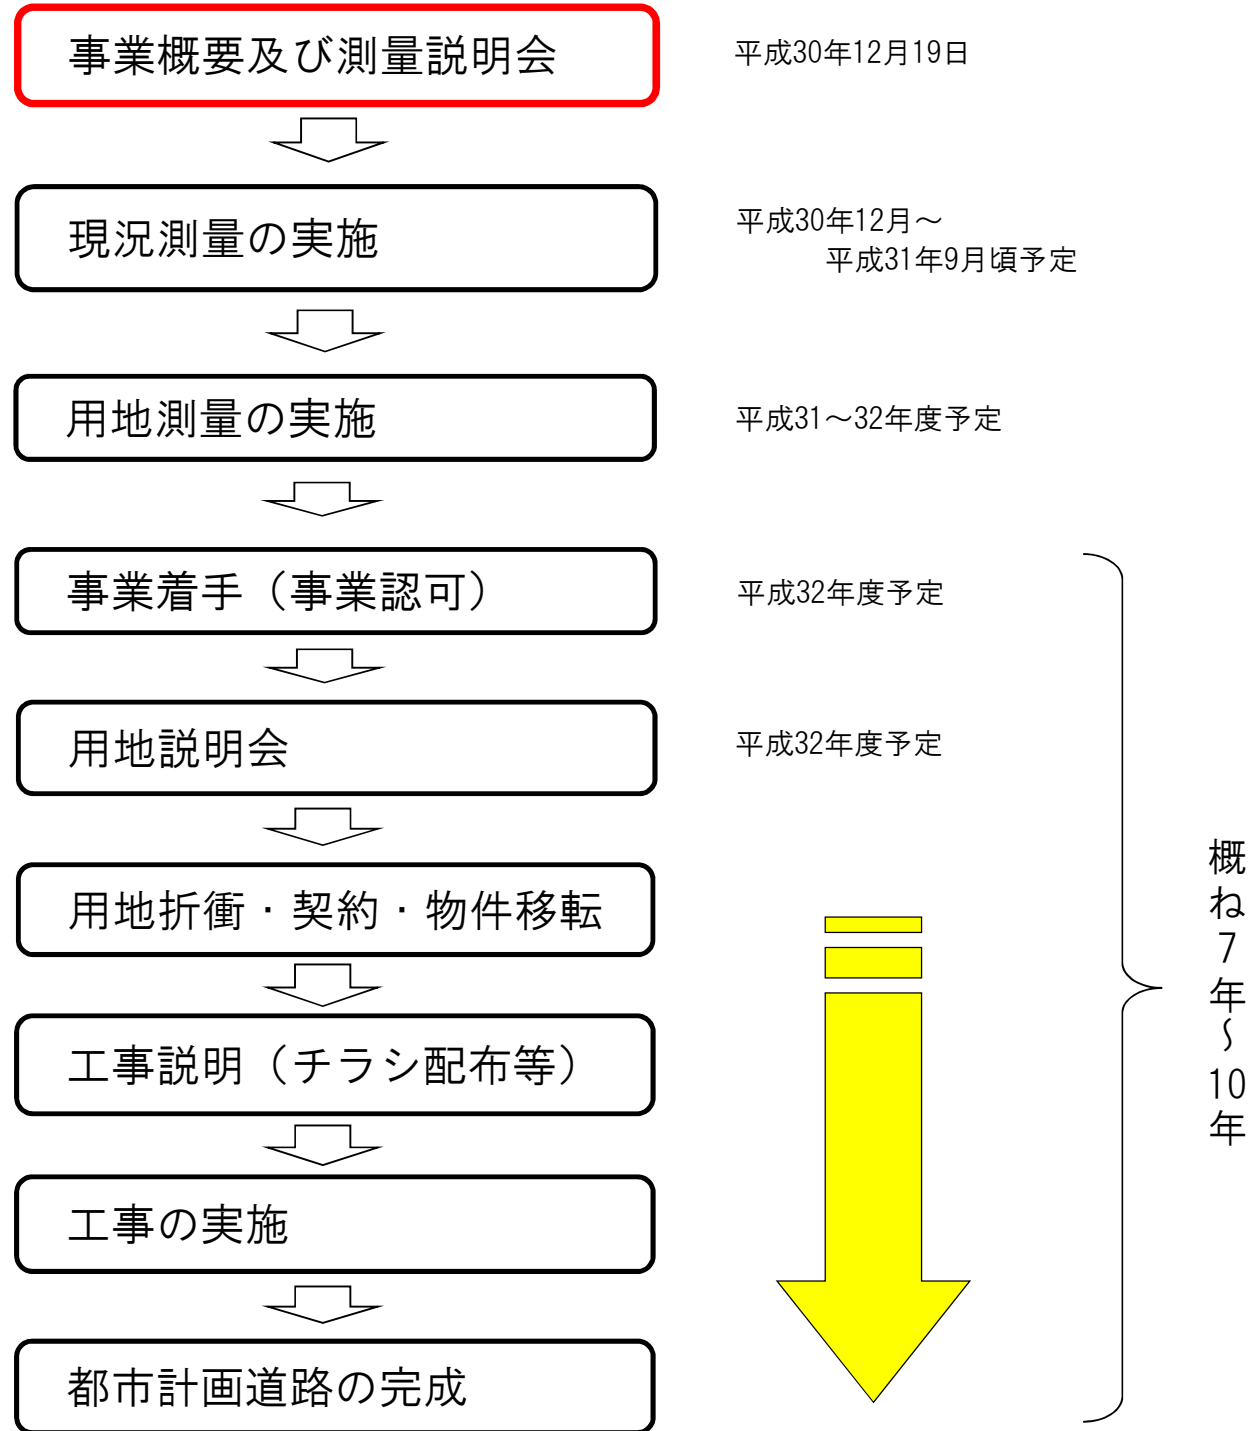 事業概要及び測量説明会
平成30年12月19日
現況測量の実施
平成30年12月～
平成31年9月頃予定
用地測量の実施
平成31～32年度予定
事業着手（事業認可）
平成32年度予定
用地説明会
平成32年度予定
用地折衝・契約・物件移転
工事説明（チラシ配布等）
工事の実施
都市計画道路の完成
概ね7年～10年